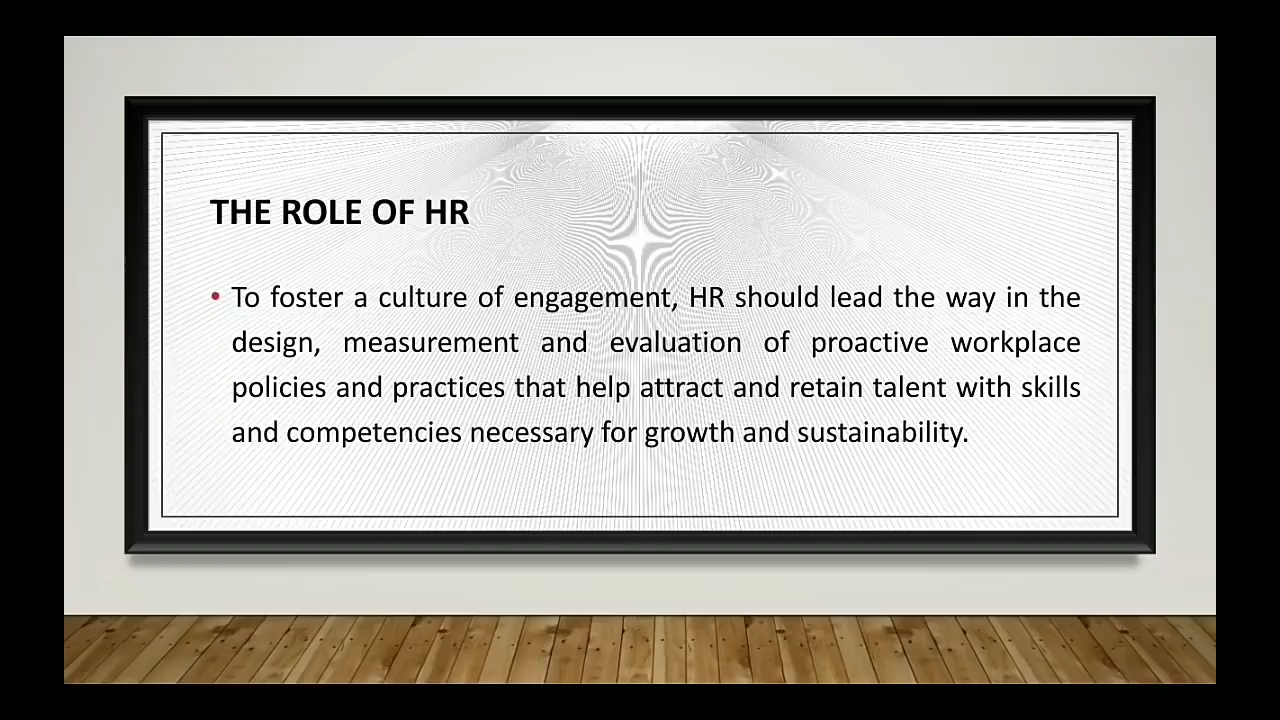 THE ROLE OF HR
• To foster a culture of engagement, HR should lead the way in the
design, measurement and evaluation of proactive workplace
policies and practices that help attract and retain talent with skills
and competencies necessary for growth and sustainability.